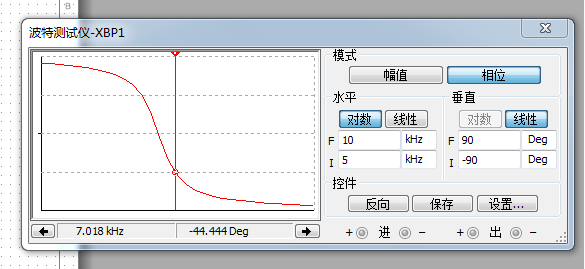 B
波特测试仪-XBP1
模式
幅值 相位
水平 垂直
对数 线性 对数 线性
F 10 kHz F 90 Deg
I 5 kHz I -90 Deg
控件
反向 保存 设置...
7.018 kHz -44.444 Deg + 进 − + 出 −